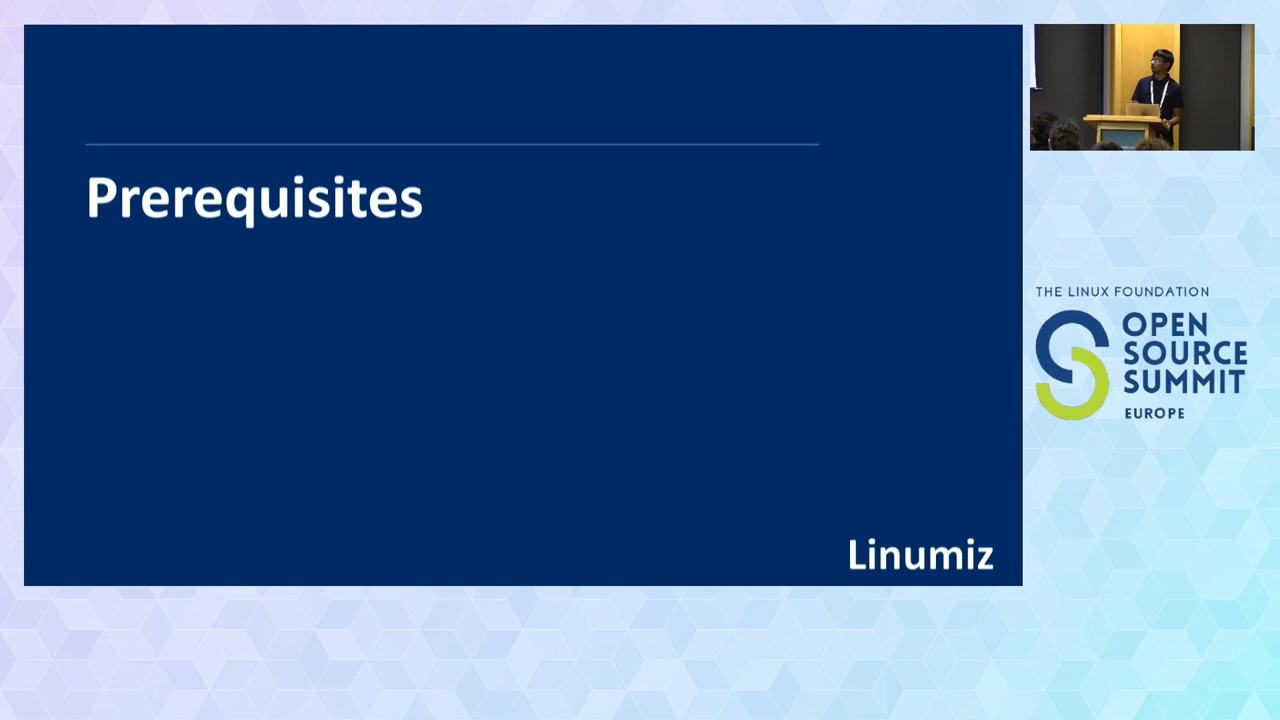 Prerequisites
Linumiz
THE LINUX FOUNDATION
OPEN
SOURCE
SUMMIT
EUROPE